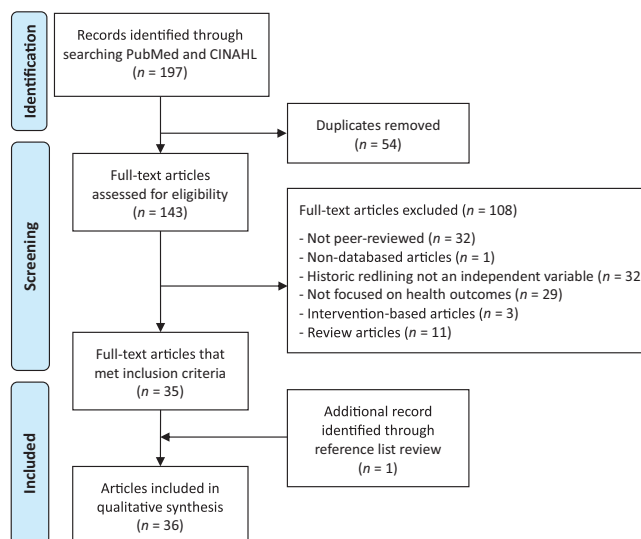 Identification
Records identified through
searching PubMed and CINAHL
(n = 197)
Duplicates removed
(n = 54)
Screening
Full-text articles
assessed for eligibility
(n = 143)
Full-text articles excluded (n = 108)
- Not peer-reviewed (n = 32)
- Non-databased articles (n = 1)
- Historic redlining not an independent variable (n = 32
- Not focused on health outcomes (n = 29)
- Intervention-based articles (n = 3)
- Review articles (n = 11)
Full-text articles that
met inclusion criteria
(n = 35)
Included
Additional record
identified through
reference list review
(n = 1)
Articles included in
qualitative synthesis
(n = 36)